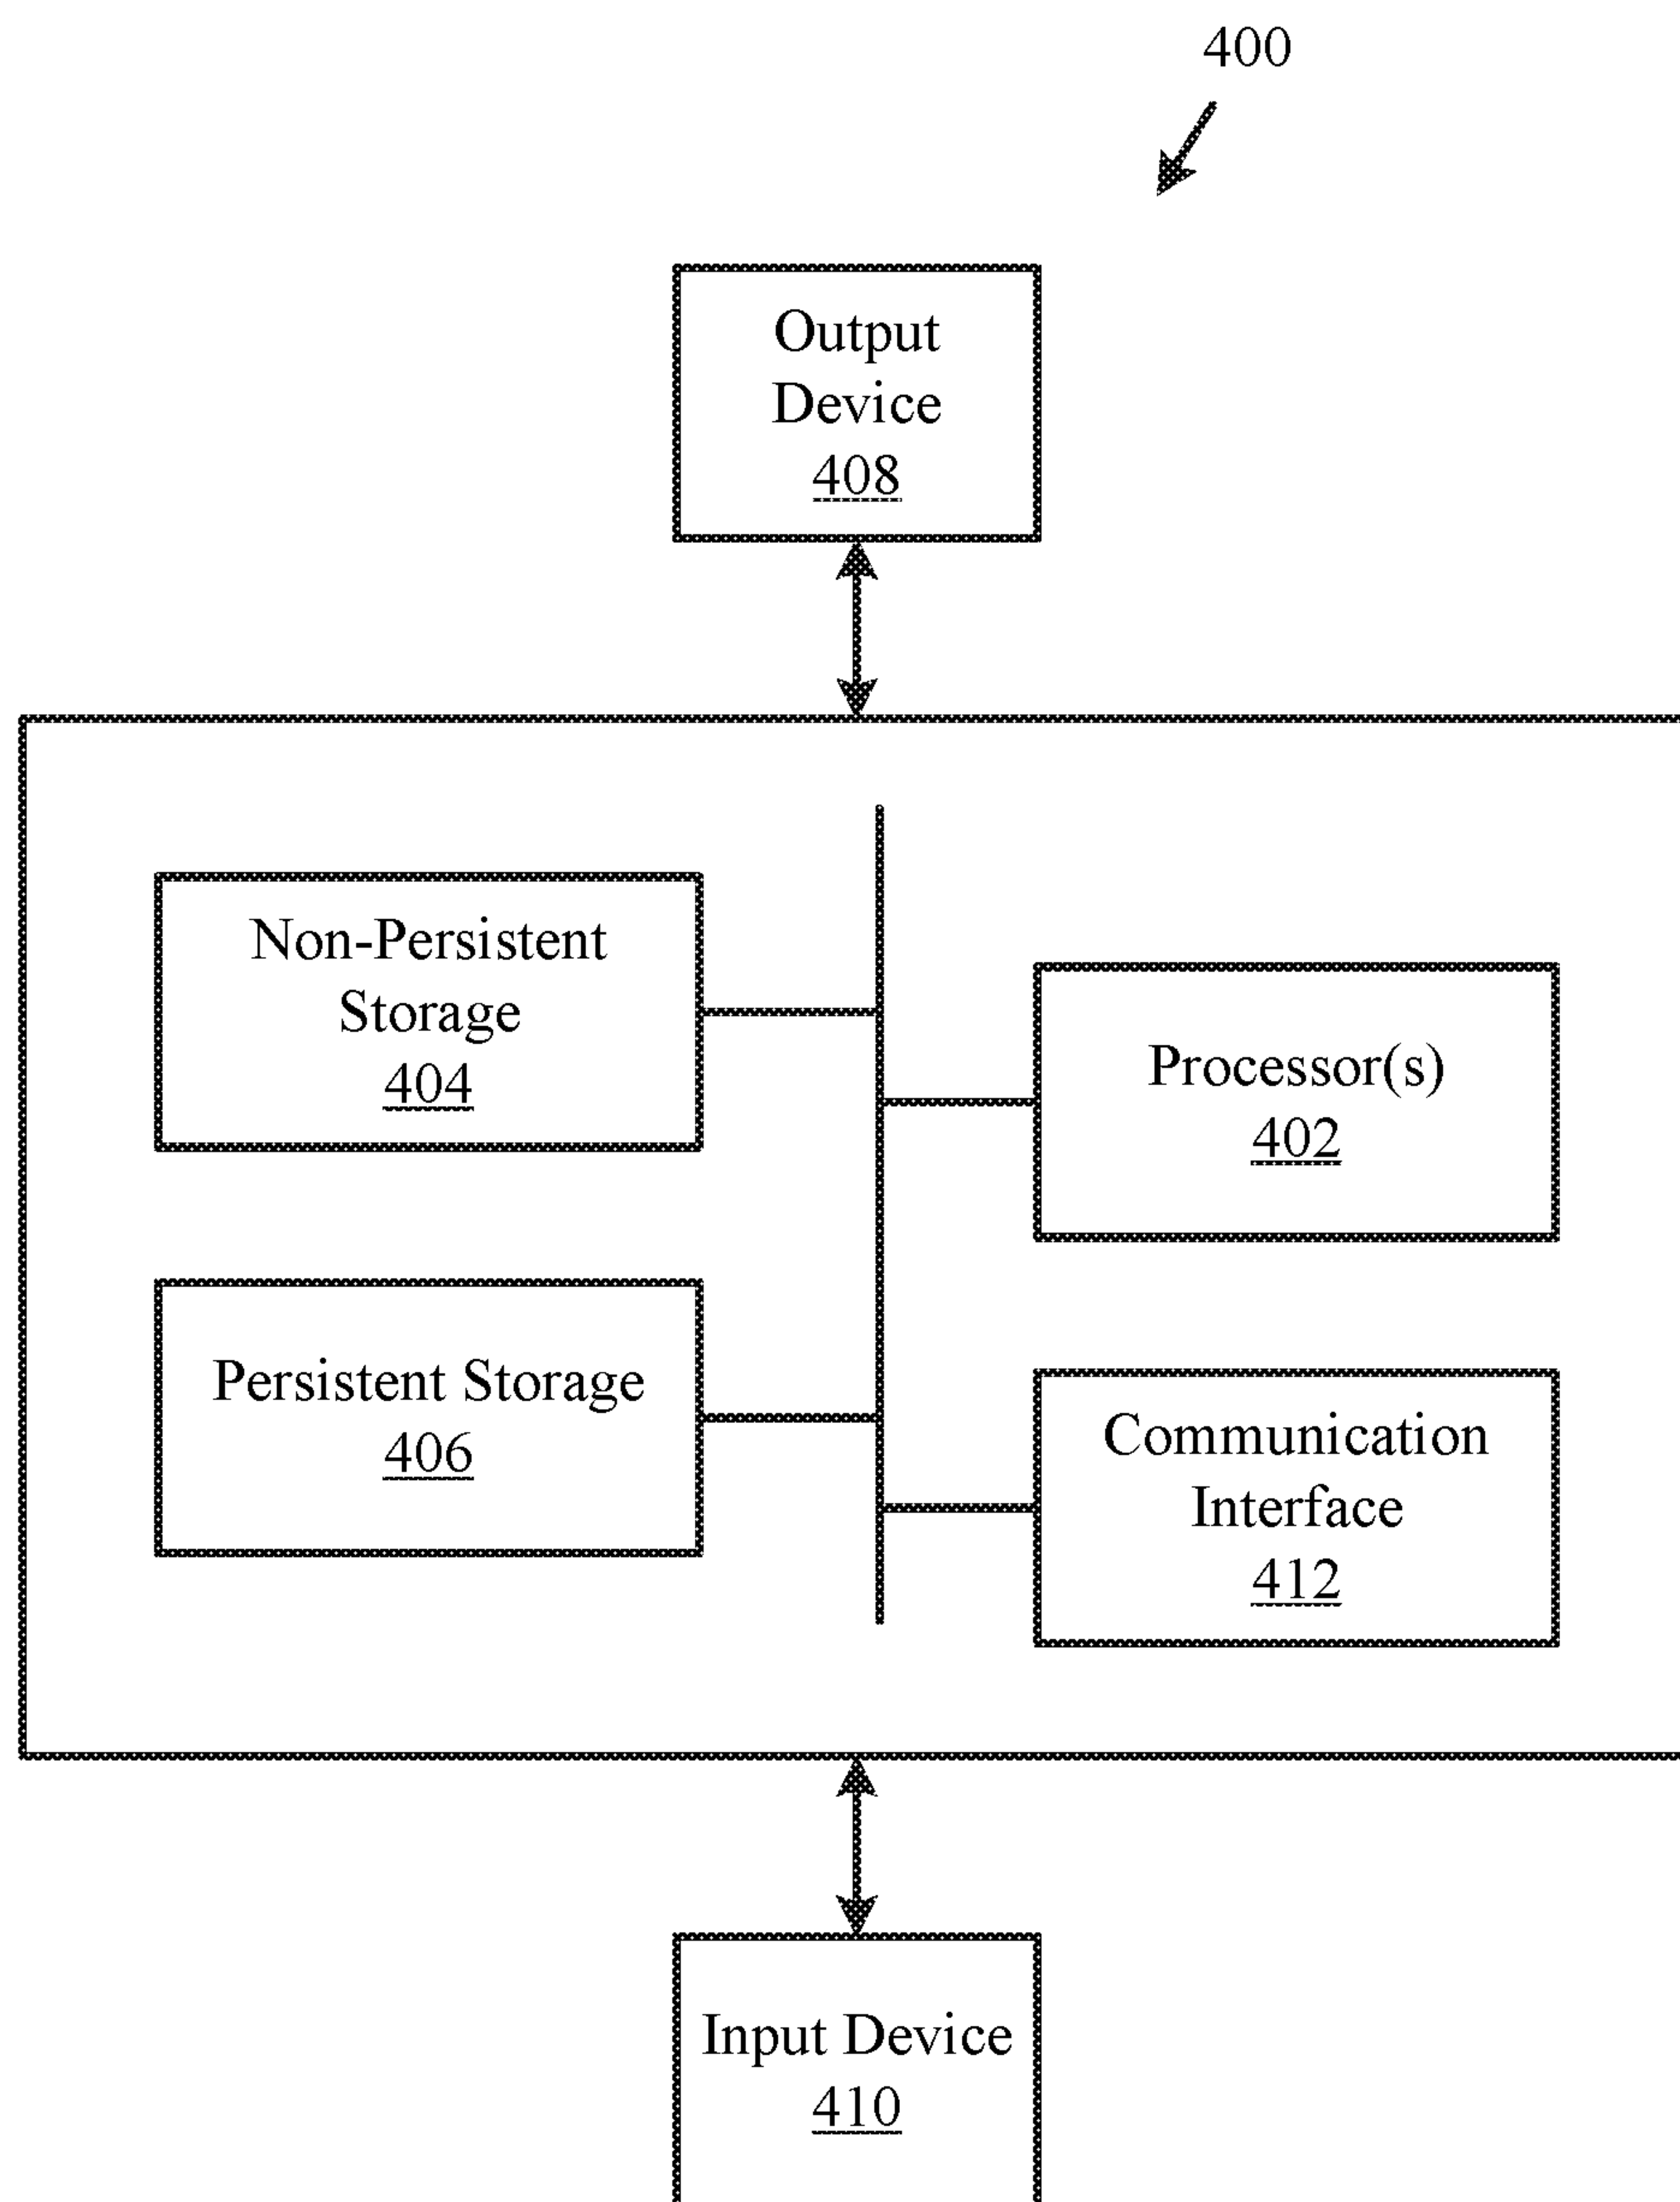 400
Output
Device
408
Non-Persistent
Storage
404
Processor(s)
402
Persistent Storage
406
Communication
Interface
412
Input Device
410